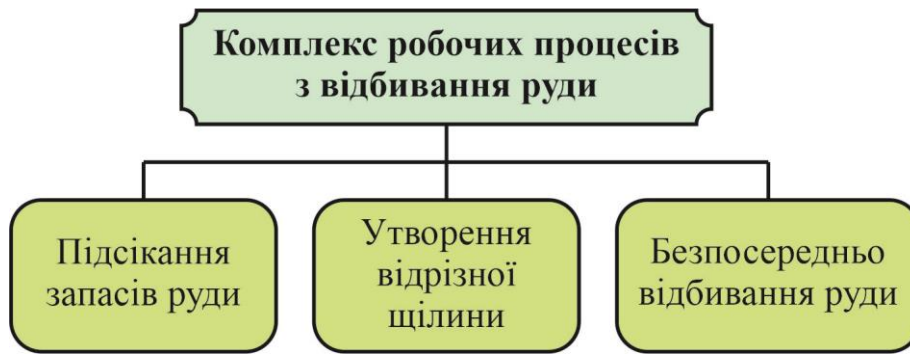 Комплекс робочих процесів
з відбивання руди
Підсікання
запасів руди
Утворення
відрізної
щілини
Безпосередньо
відбивання руди